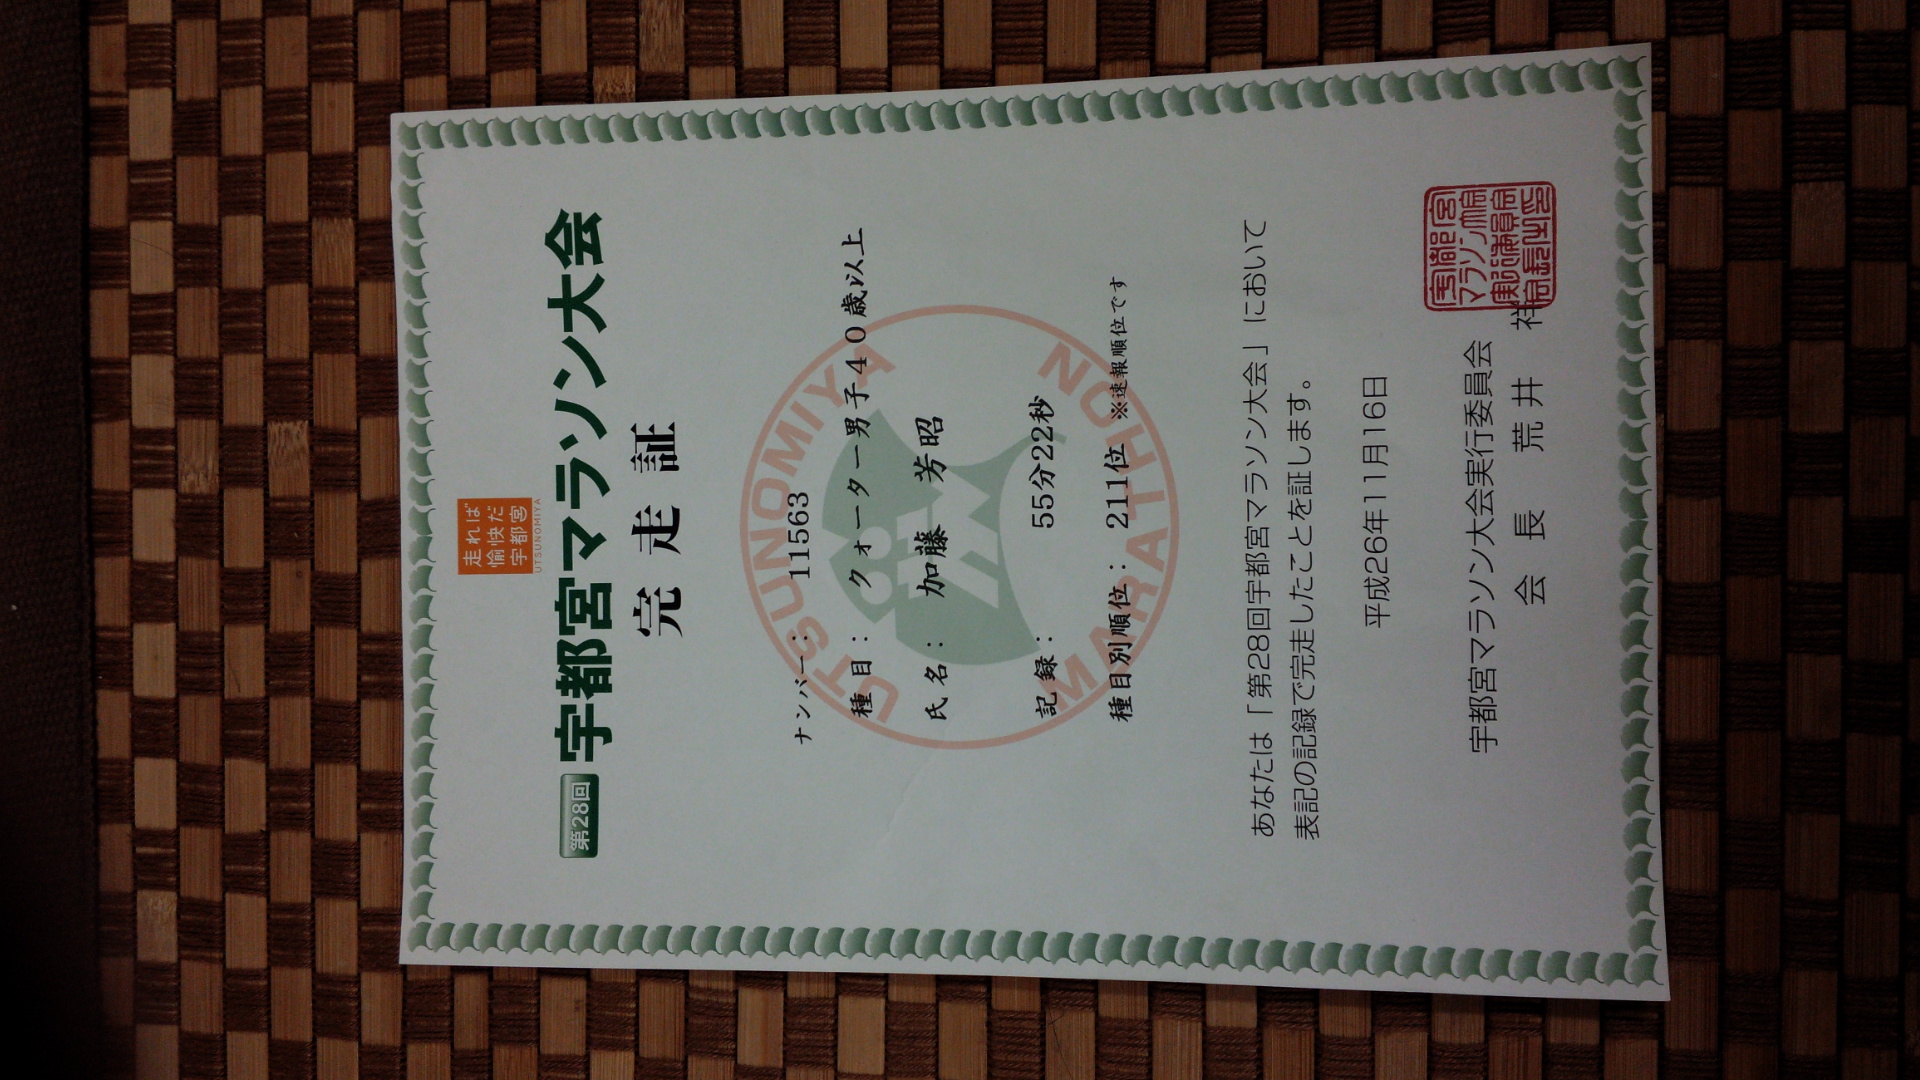 走れば
愉快だ
宇都宮
UTSUNOMIYA
第28回
宇都宮マラソン大会
完走証
UTSUNOMIYA MARATHON
ナンバー： 11563
種目： クォーター男子40歳以上
氏名： 加藤 芳昭
記録： 55分22秒
種目別順位： 211位 ※速報順位です
あなたは「第28回宇都宮マラソン大会」において
表記の記録で完走したことを証します。
平成26年11月16日
宇都宮マラソン大会実行委員会
会長 荒井 祥